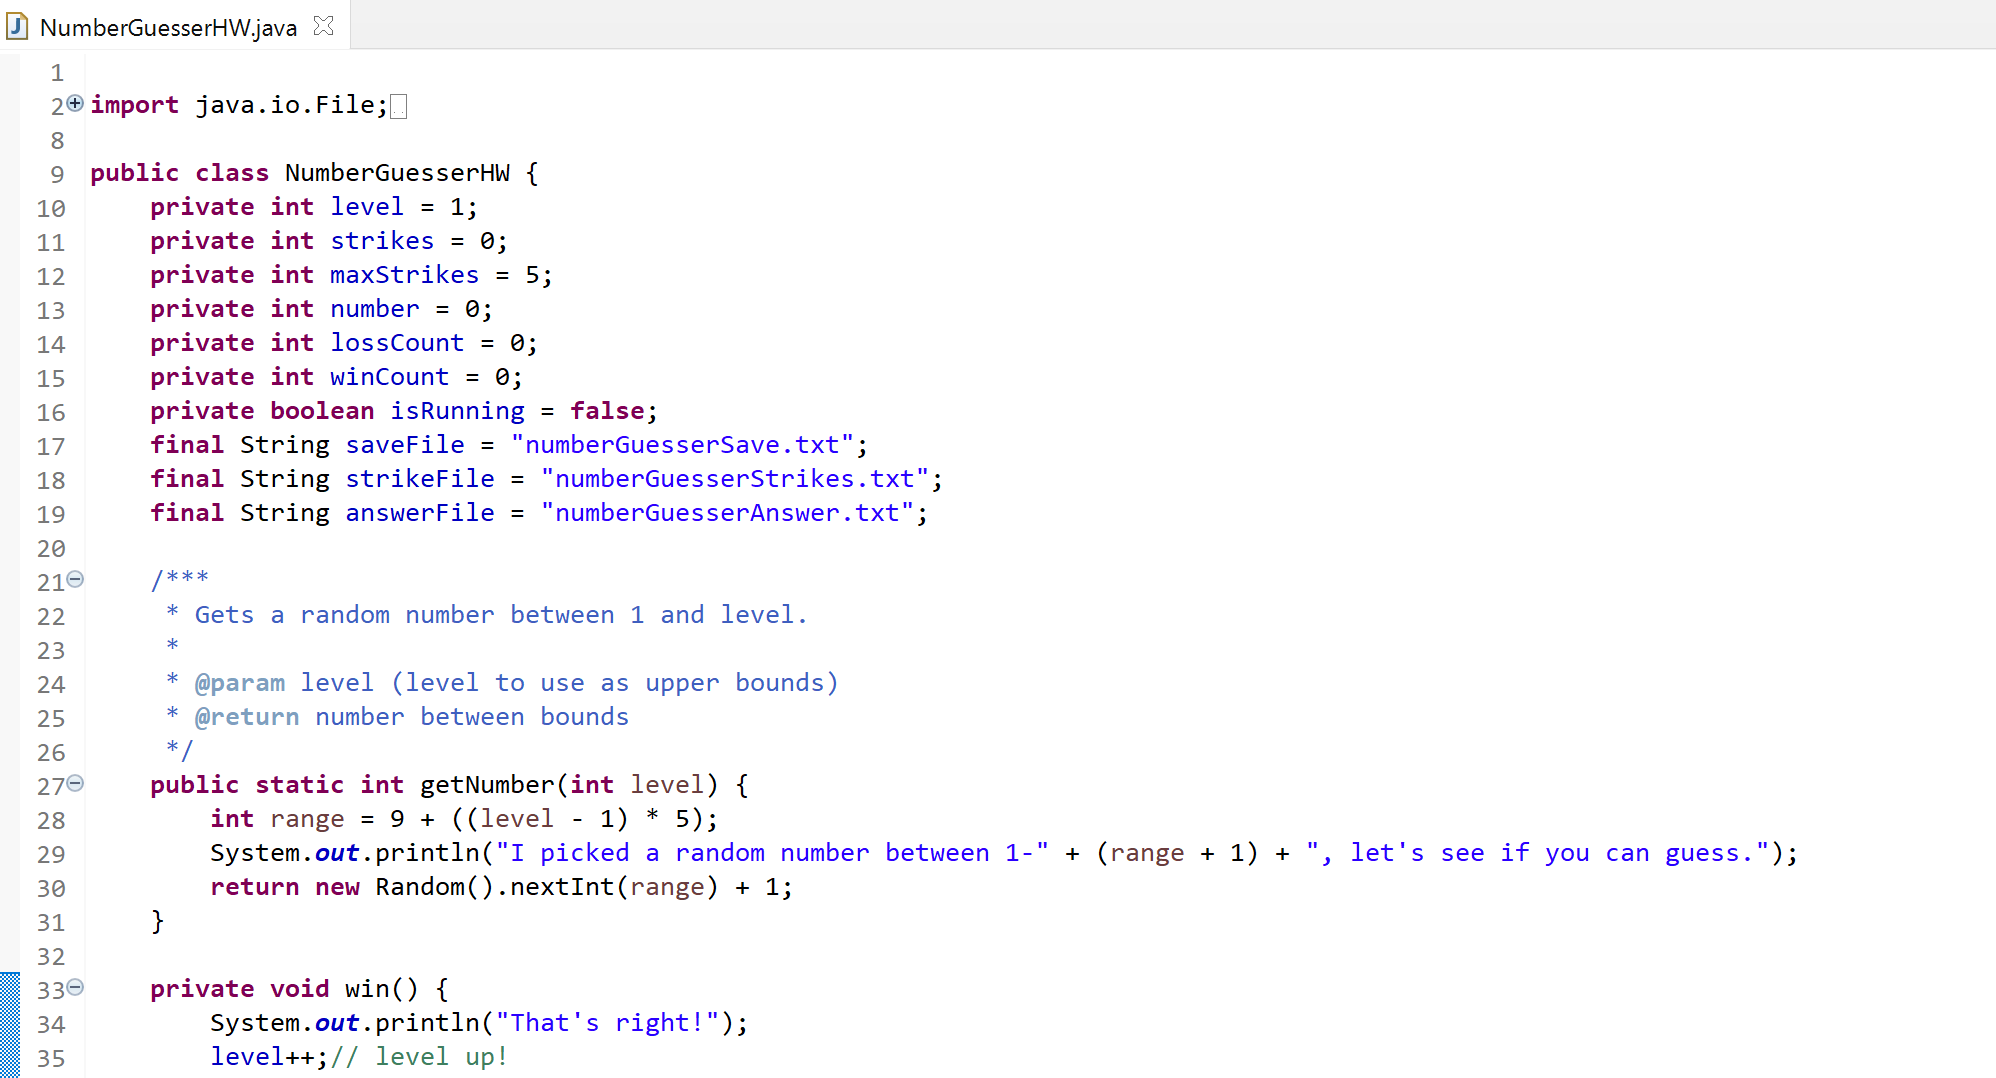 NumberGuesserHW.java
1
2 import java.io.File;
8
9 public class NumberGuesserHW {
10     private int level = 1;
11     private int strikes = 0;
12     private int maxStrikes = 5;
13     private int number = 0;
14     private int lossCount = 0;
15     private int winCount = 0;
16     private boolean isRunning = false;
17     final String saveFile = "numberGuesserSave.txt";
18     final String strikeFile = "numberGuesserStrikes.txt";
19     final String answerFile = "numberGuesserAnswer.txt";
20
21     /***
22      * Gets a random number between 1 and level.
23      *
24      * @param level (level to use as upper bounds)
25      * @return number between bounds
26      */
27     public static int getNumber(int level) {
28         int range = 9 + ((level - 1) * 5);
29         System.out.println("I picked a random number between 1-" + (range + 1) + ", let's see if you can guess.");
30         return new Random().nextInt(range) + 1;
31     }
32
33     private void win() {
34         System.out.println("That's right!");
35         level++;// level up!